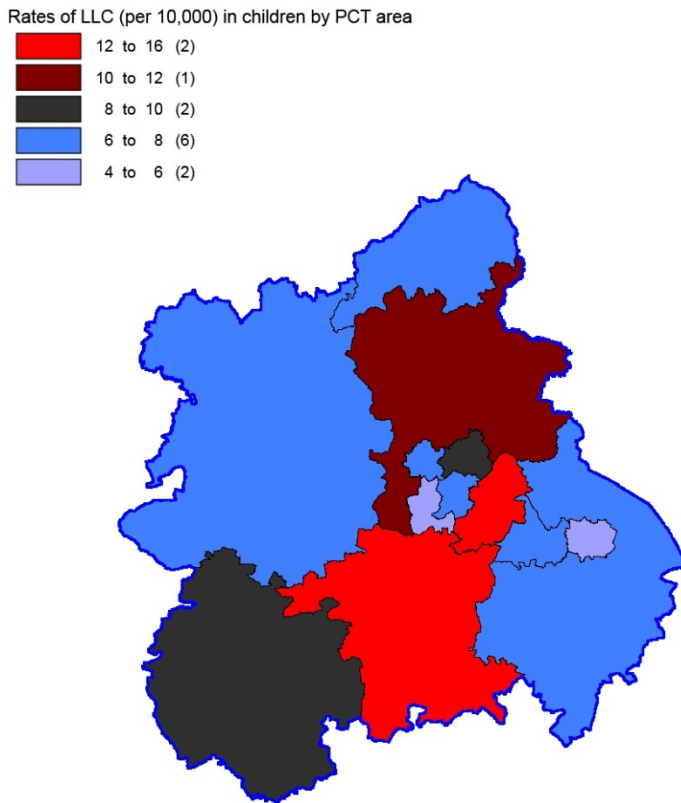 Rates of LLC (per 10,000) in children by PCT area
12 to 16 (2)
10 to 12 (1)
8 to 10 (2)
6 to 8 (6)
4 to 6 (2)